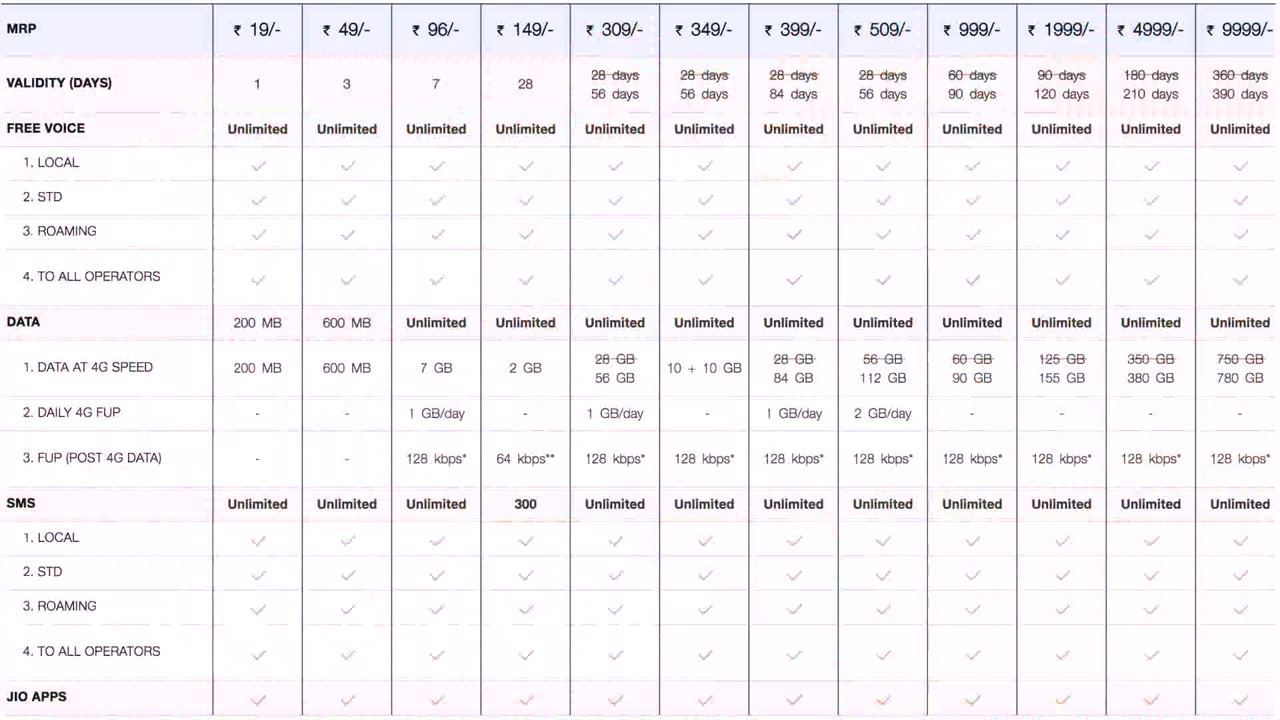 MRP ₹ 19/- ₹ 49/- ₹ 96/- ₹ 149/- ₹ 309/- ₹ 349/- ₹ 399/- ₹ 509/- ₹ 999/- ₹ 1999/- ₹ 4999/- ₹ 9999/-
28 days 28 days 28 days 28 days 60 days 90 days 180 days 360 days
VALIDITY (DAYS) 1 3 7 28
56 days 56 days 84 days 56 days 90 days 120 days 210 days 390 days
FREE VOICE Unlimited Unlimited Unlimited Unlimited Unlimited Unlimited Unlimited Unlimited Unlimited Unlimited Unlimited Unlimited
1. LOCAL
2. STD
3. ROAMING
4. TO ALL OPERATORS
DATA 200 MB 600 MB Unlimited Unlimited Unlimited Unlimited Unlimited Unlimited Unlimited Unlimited Unlimited Unlimited
28 GB 28 GB 56 GB 60 GB 125 GB 350 GB 750 GB
1. DATA AT 4G SPEED 200 MB 600 MB 7 GB 2 GB 10 + 10 GB
56 GB 84 GB 112 GB 90 GB 155 GB 380 GB 780 GB
2. DAILY 4G FUP - - 1 GB/day - 1 GB/day - 1 GB/day 2 GB/day - - - -
3. FUP (POST 4G DATA) - - 128 kbps* 64 kbps** 128 kbps* 128 kbps* 128 kbps* 128 kbps* 128 kbps* 128 kbps* 128 kbps* 128 kbps*
SMS Unlimited Unlimited Unlimited 300 Unlimited Unlimited Unlimited Unlimited Unlimited Unlimited Unlimited Unlimited
1. LOCAL
2. STD
3. ROAMING
4. TO ALL OPERATORS
JIO APPS